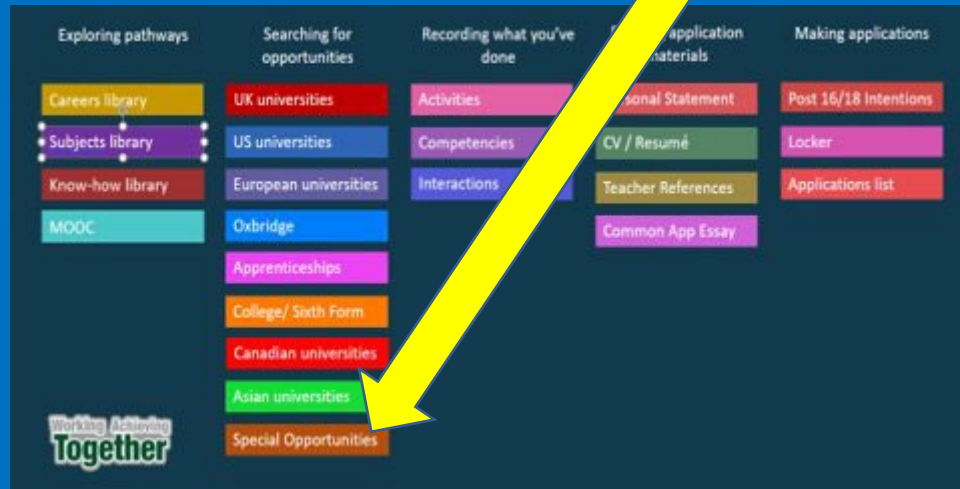 Exploring pathways
Careers library
Subjects library
Know-how library
MOOC
Searching for
opportunities
UK universities
US universities
European universities
Oxbridge
Apprenticeships
College/ Sixth Form
Canadian universities
Asian universities
Special Opportunities
Recording what you've
done
Activities
Competencies
Interactions
application
materials
Statement
CV / Resumé
Teacher References
Common App Essay
Making applications
Post 16/18 Intentions
Locker
Applications list
Working Achieving
Together